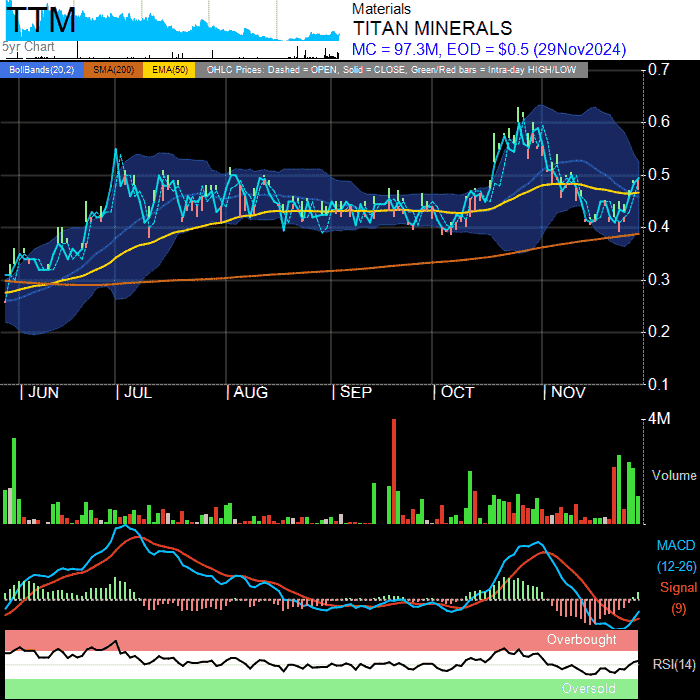 TTM
5yr Chart
Materials
TITAN MINERALS
MC = 97.3M, EOD = $0.5 (29Nov2024)
BollBands(20,2) SMA(200) EMA(50) OHLC Prices: Dashed = OPEN, Solid = CLOSE, Green/Red bars = Intra-day HIGH/LOW
0.7
0.6
0.5
0.4
0.3
0.2
0.1
| JUN | JUL | AUG | SEP | OCT | NOV
4M
Volume
MACD
(12-26)
Signal
(9)
Overbought
RSI(14)
Oversold